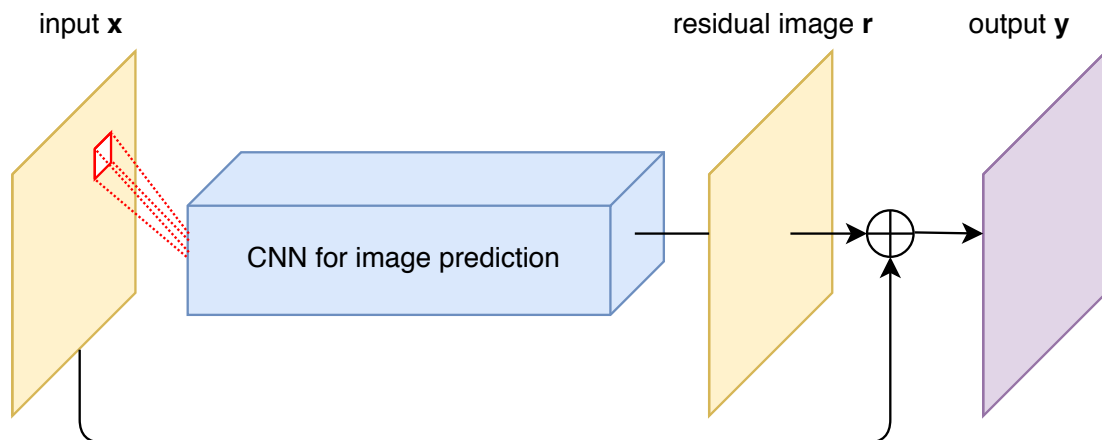 input x
residual image r
output y
CNN for image prediction